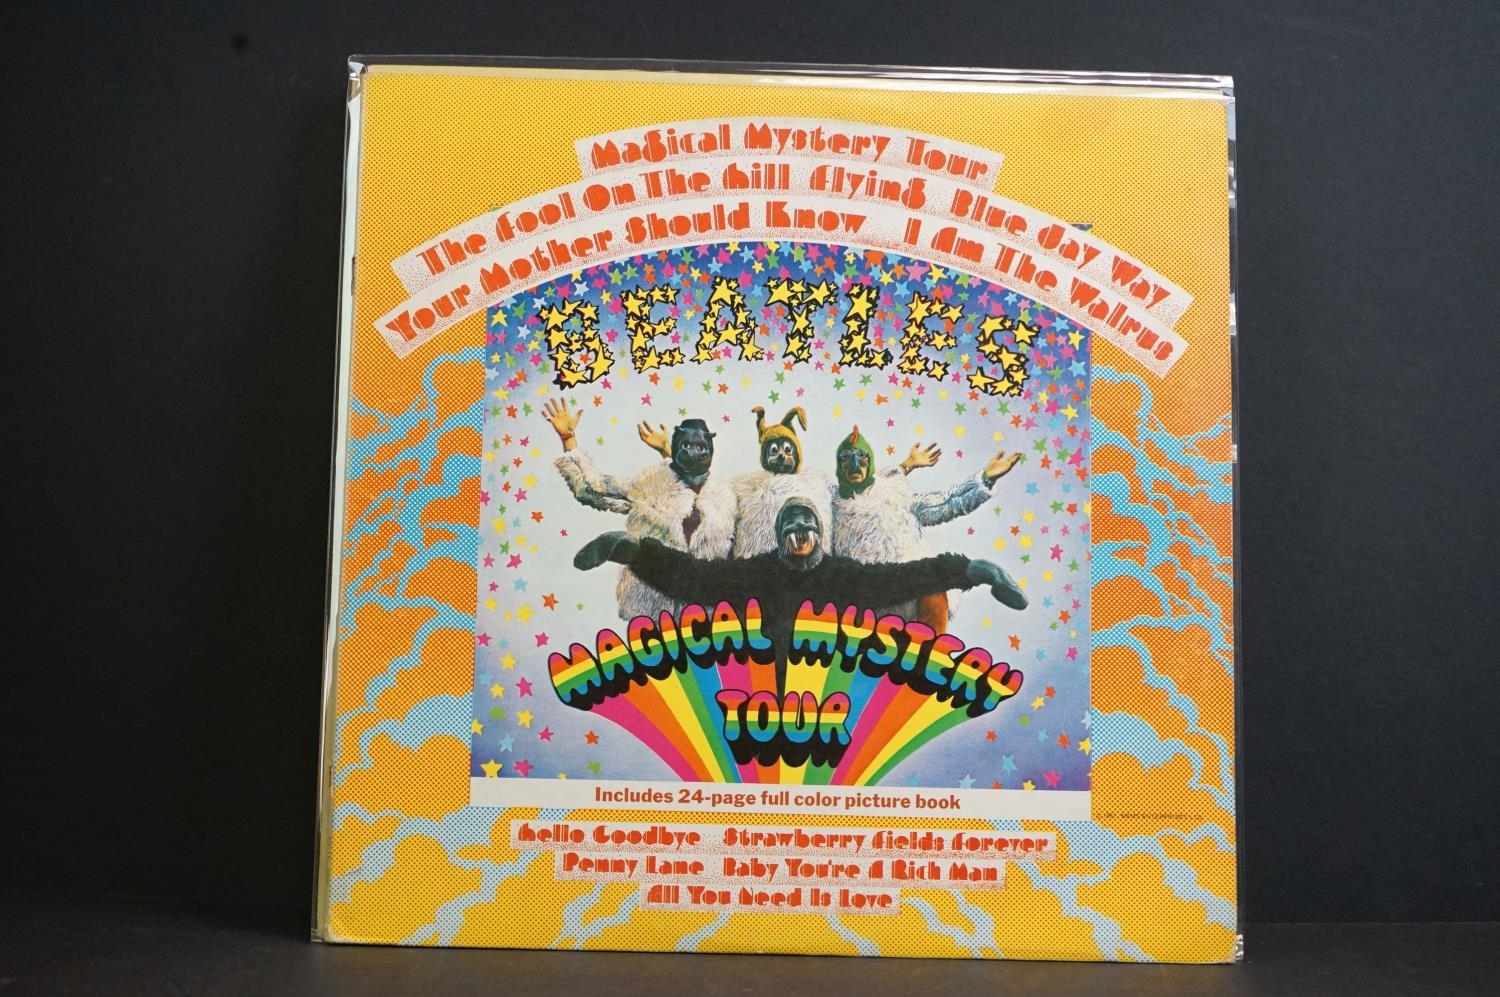 Magical Mystery Tour
The Fool On The Hill Flying Blue Jay Way
Your Mother Should Know I Am The Walrus
BEATLES
MAGICAL MYSTERY
TOUR
Includes 24-page full color picture book
Hello Goodbye Strawberry Fields Forever
Penny Lane Baby You're A Rich Man
All You Need Is Love